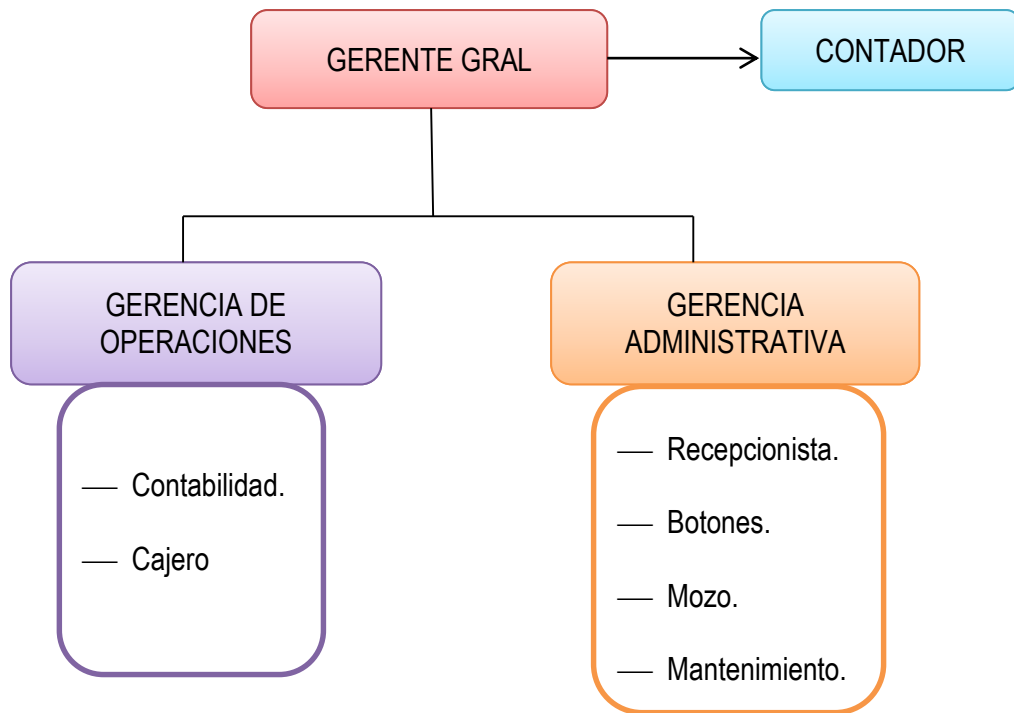 GERENTE GRAL
CONTADOR
GERENCIA DE
OPERACIONES
— Contabilidad.
— Cajero
GERENCIA
ADMINISTRATIVA
— Recepcionista.
— Botones.
— Mozo.
— Mantenimiento.